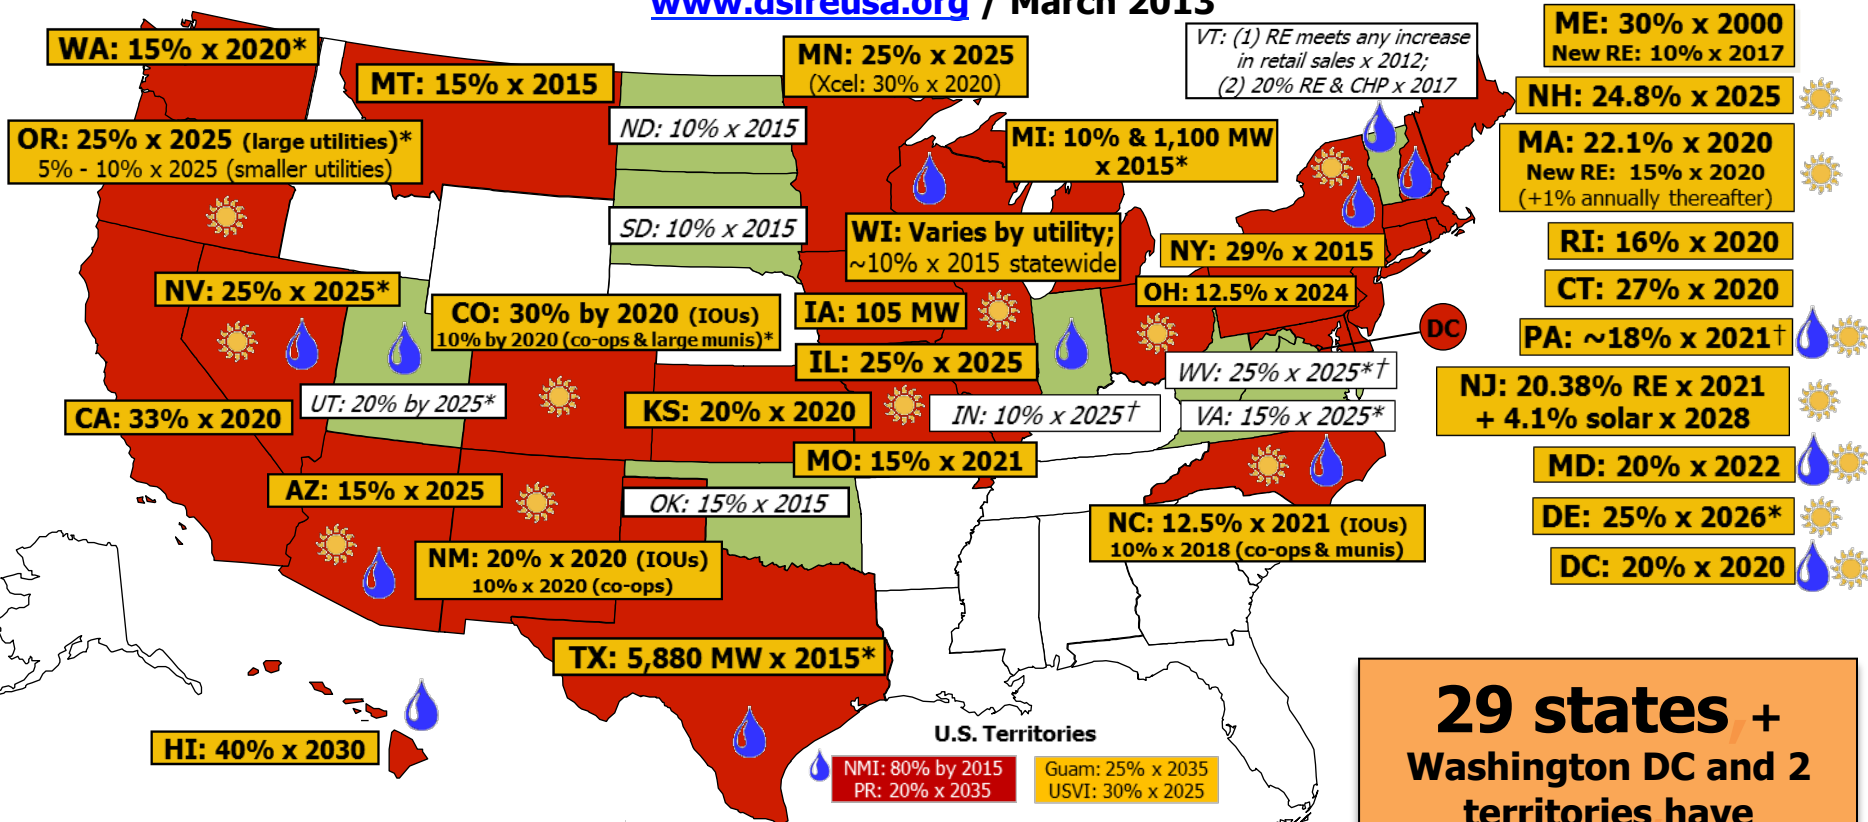 www.dsireusa.org / March 2013
WA: 15% x 2020*
MT: 15% x 2015
MN: 25% x 2025
(Xcel: 30% x 2020)
VT: (1) RE meets any increase
in retail sales x 2012;
(2) 20% RE & CHP x 2017
ME: 30% x 2000
New RE: 10% x 2017
NH: 24.8% x 2025
OR: 25% x 2025 (large utilities)*
5% - 10% x 2025 (smaller utilities)
ND: 10% x 2015
MI: 10% & 1,100 MW
x 2015*
MA: 22.1% x 2020
New RE: 15% x 2020
(+1% annually thereafter)
SD: 10% x 2015
WI: Varies by utility;
~10% x 2015 statewide
NY: 29% x 2015
RI: 16% x 2020
NV: 25% x 2025*
CO: 30% by 2020 (IOUs)
10% by 2020 (co-ops & large munis)*
IA: 105 MW
OH: 12.5% x 2024
CT: 27% x 2020
DC
PA: ~18% x 2021†
IL: 25% x 2025
WV: 25% x 2025*†
UT: 20% by 2025*
CA: 33% x 2020
KS: 20% x 2020
IN: 10% x 2025†
VA: 15% x 2025*
NJ: 20.38% RE x 2021
+ 4.1% solar x 2028
MO: 15% x 2021
MD: 20% x 2022
AZ: 15% x 2025
OK: 15% x 2015
NC: 12.5% x 2021 (IOUs)
10% x 2018 (co-ops & munis)
DE: 25% x 2026*
NM: 20% x 2020 (IOUs)
10% x 2020 (co-ops)
DC: 20% x 2020
TX: 5,880 MW x 2015*
HI: 40% x 2030
U.S. Territories
NMI: 80% by 2015
PR: 20% x 2035
Guam: 25% x 2035
USVI: 30% x 2025
29 states, +
Washington DC and 2
territories have